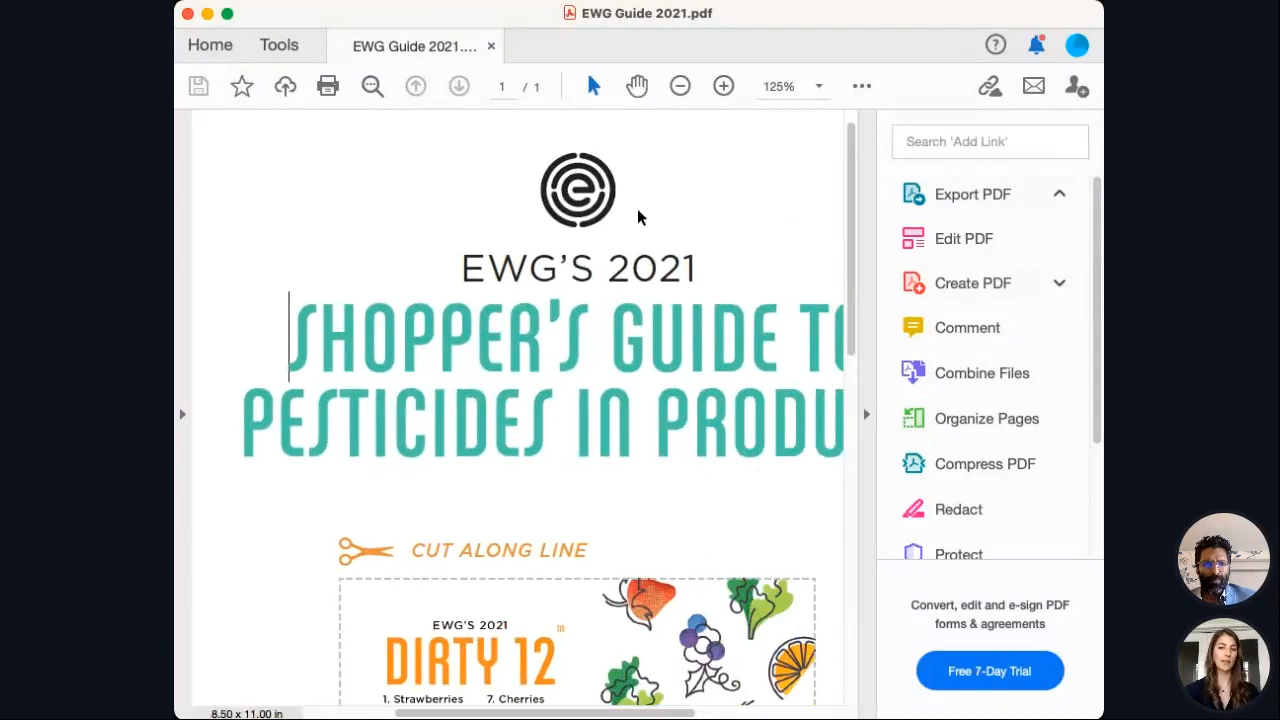 EWG Guide 2021.pdf
Home
Tools
EWG Guide 2021....
1 / 1
125%
Search 'Add Link'
Export PDF
Edit PDF
Create PDF
Comment
Combine Files
Organize Pages
Compress PDF
Redact
Protect
Convert, edit and e-sign PDF
forms & agreements
Free 7-Day Trial
e
EWG'S 2021
SHOPPER'S GUIDE TO
PESTICIDES IN PRODU
CUT ALONG LINE
EWG'S 2021
DIRTY 12
1. Strawberries 7. Cherries
8.50 x 11.00 in